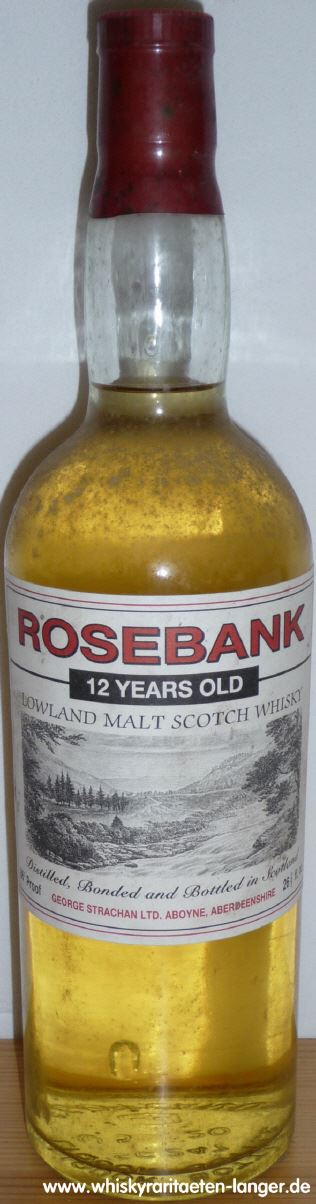 ROSEBANK
12 YEARS OLD
LOWLAND MALT SCOTCH WHISKY
Distilled, Bonded and Bottled in Scotland
Proof
GEORGE STRACHAN LTD. ABOYNE, ABERDEENSHIRE
www.whiskyraritaeten-langer.de